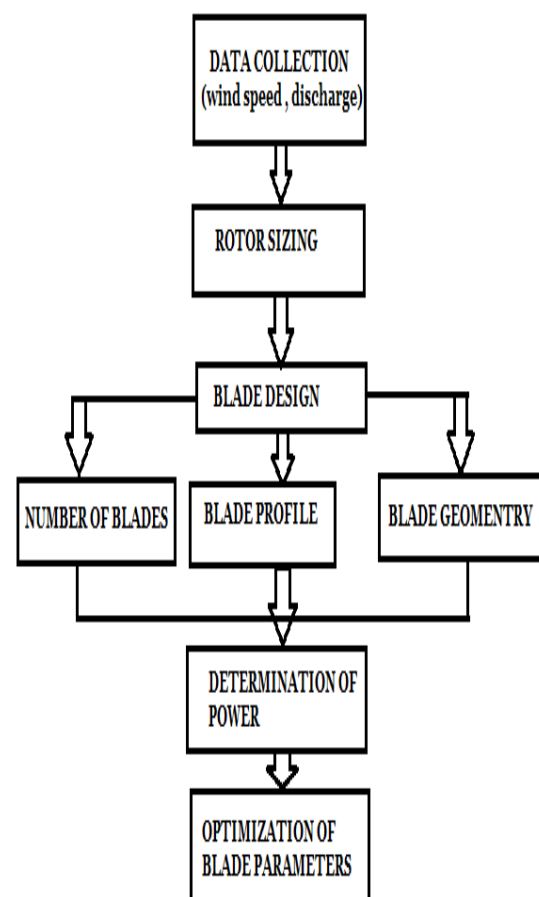 DATA COLLECTION
(wind speed , discharge)
ROTOR SIZING
BLADE DESIGN
NUMBER OF BLADES
BLADE PROFILE
BLADE GEOMENTRY
DETERMINATION OF
POWER
OPTIMIZATION OF
BLADE PARAMETERS